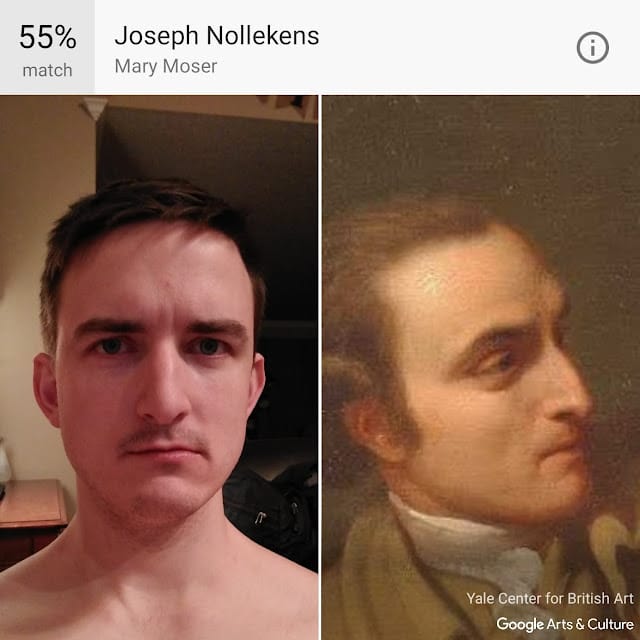 55%
match
Joseph Nollekens
Mary Moser
Yale Center for British Art
Google Arts & Culture